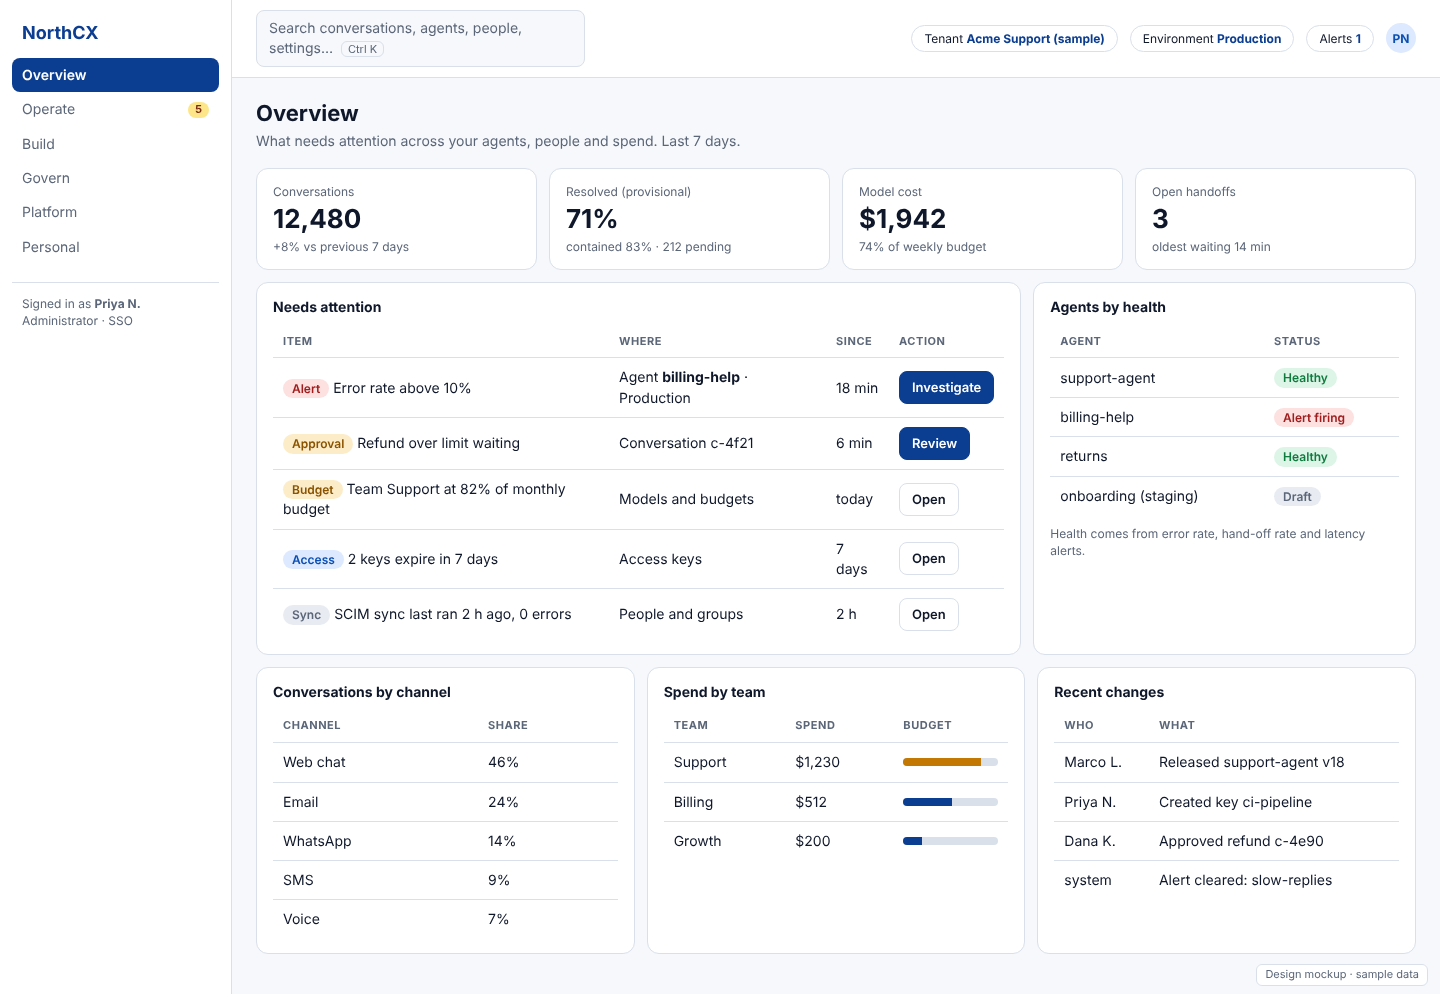 NorthCX
Overview
Operate 5
Build
Govern
Platform
Personal
Signed in as Priya N.
Administrator · SSO
Search conversations, agents, people,
settings... Ctrl K
Tenant Acme Support (sample)
Environment Production
Alerts 1
PN
Overview
What needs attention across your agents, people and spend. Last 7 days.
Conversations
12,480
+8% vs previous 7 days
Resolved (provisional)
71%
contained 83% · 212 pending
Model cost
$1,942
74% of weekly budget
Open handoffs
3
oldest waiting 14 min
Needs attention
ITEM WHERE SINCE ACTION
Alert Error rate above 10% Agent billing-help · 18 min Investigate
Production
Approval Refund over limit waiting Conversation c-4f21 6 min Review
Budget Team Support at 82% of monthly Models and budgets today Open
budget
Access 2 keys expire in 7 days Access keys 7 Open
days
Sync SCIM sync last ran 2 h ago, 0 errors People and groups 2 h Open
Agents by health
AGENT STATUS
support-agent Healthy
billing-help Alert firing
returns Healthy
onboarding (staging) Draft
Health comes from error rate, hand-off rate and latency
alerts.
Conversations by channel
CHANNEL SHARE
Web chat 46%
Email 24%
WhatsApp 14%
SMS 9%
Voice 7%
Spend by team
TEAM SPEND BUDGET
Support $1,230
Billing $512
Growth $200
Recent changes
WHO WHAT
Marco L. Released support-agent v18
Priya N. Created key ci-pipeline
Dana K. Approved refund c-4e90
system Alert cleared: slow-replies
Design mockup · sample data